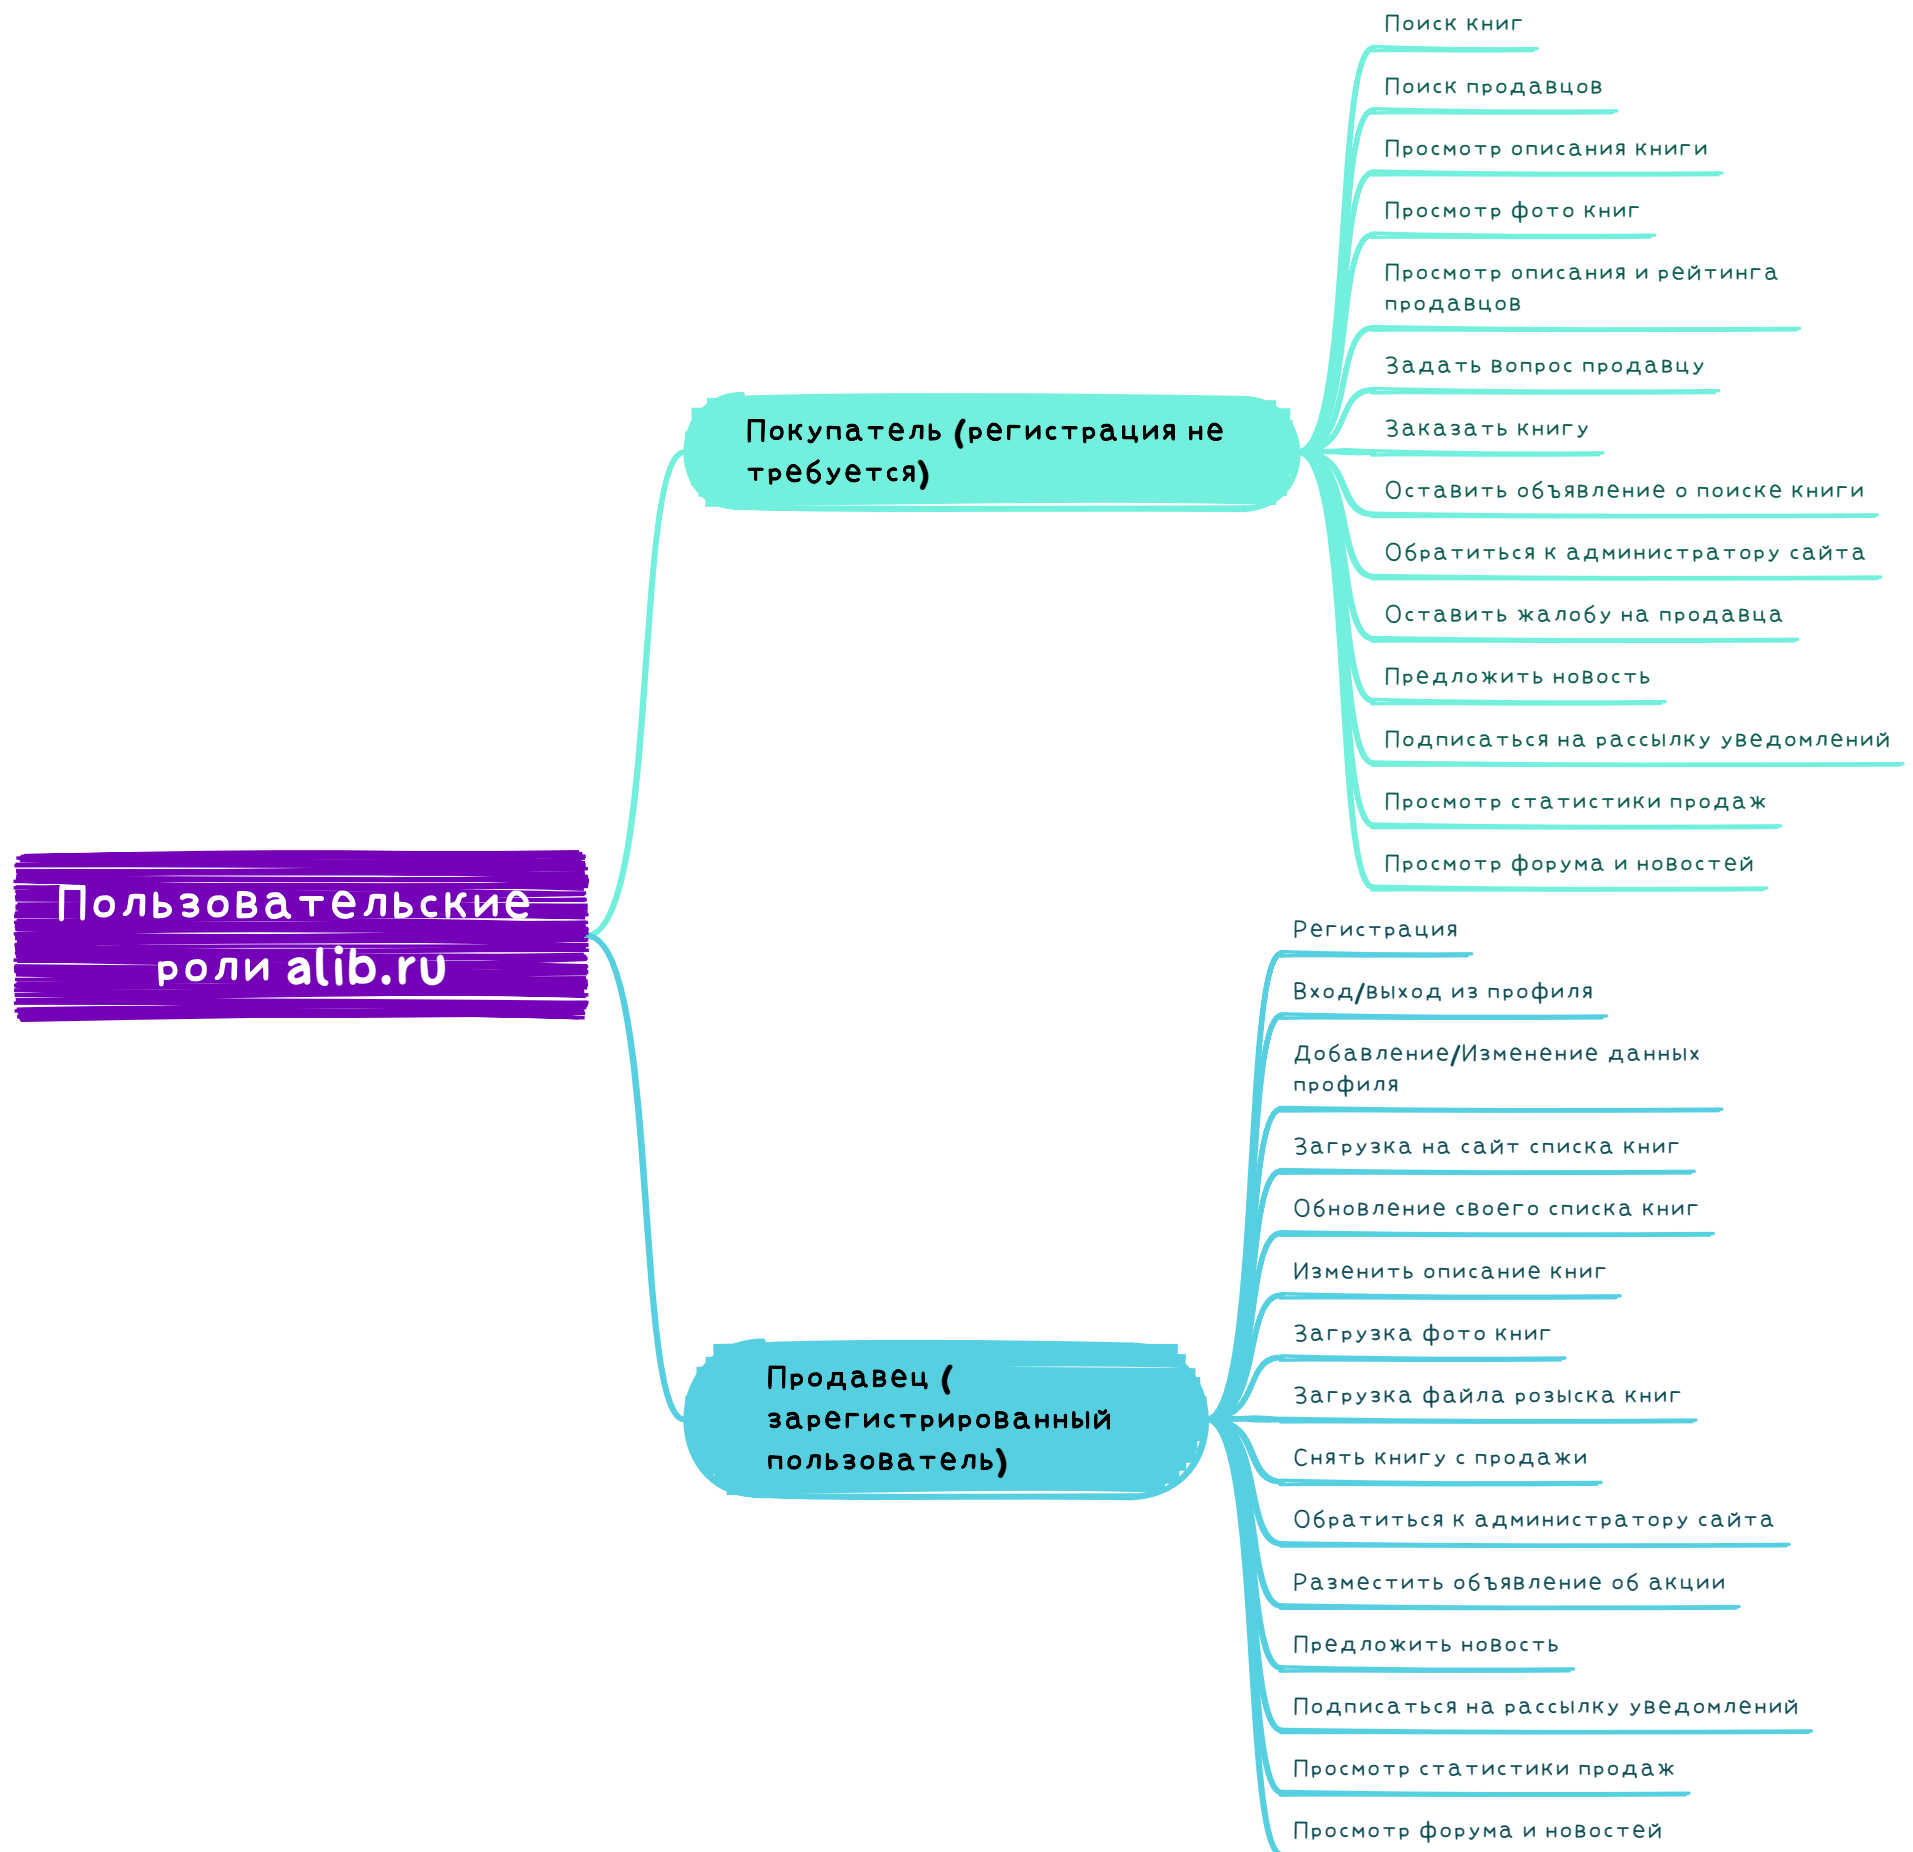 Пользовательские
роли alib.ru
Покупатель (регистрация не
требуется)
Поиск книг
Поиск продавцов
Просмотр описания книги
Просмотр фото книг
Просмотр описания и рейтинга
продавцов
Задать вопрос продавцу
Заказать книгу
Оставить объявление о поиске книги
Обратиться к администратору сайта
Оставить жалобу на продавца
Предложить новость
Подписаться на рассылку уведомлений
Просмотр статистики продаж
Просмотр форума и новостей
Продавец (
зарегистрированный
пользователь)
Регистрация
Вход/выход из профиля
Добавление/Изменение данных
профиля
Загрузка на сайт списка книг
Обновление своего списка книг
Изменить описание книг
Загрузка фото книг
Загрузка файла розыска книг
Снять книгу с продажи
Обратиться к администратору сайта
Разместить объявление об акции
Предложить новость
Подписаться на рассылку уведомлений
Просмотр статистики продаж
Просмотр форума и новостей